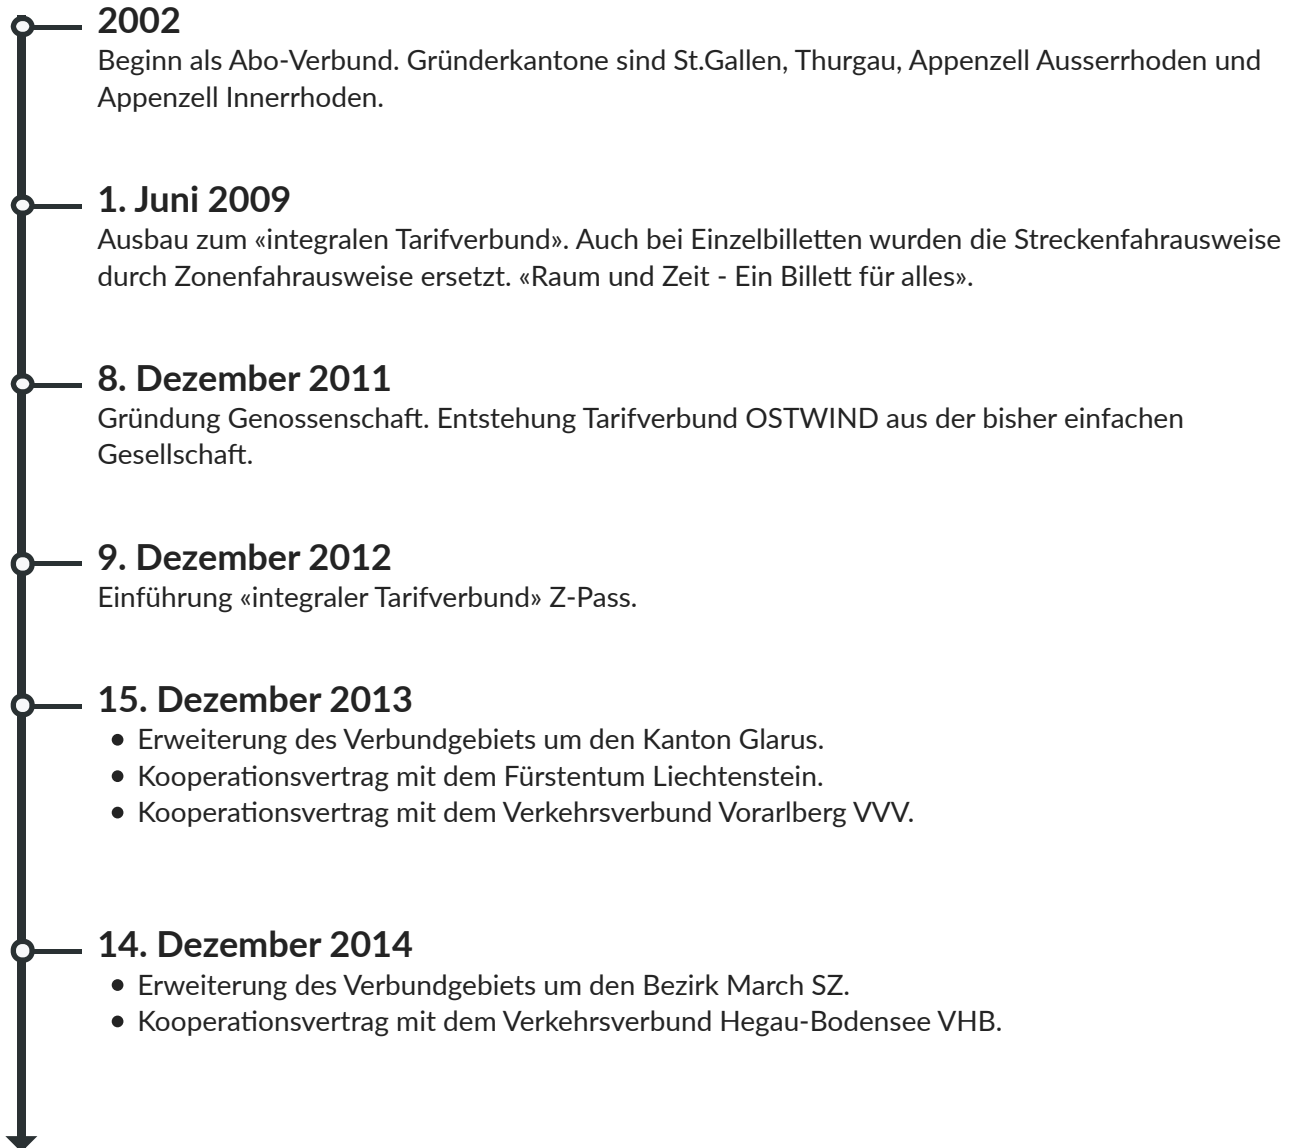 2002
Beginn als Abo-Verbund. Gründerkantone sind St.Gallen, Thurgau, Appenzell Ausserrhoden und
Appenzell Innerrhoden.
1. Juni 2009
Ausbau zum «integralen Tarifverbund». Auch bei Einzelbilletten wurden die Streckenfahrausweise
durch Zonenfahrausweise ersetzt. «Raum und Zeit - Ein Billett für alles».
8. Dezember 2011
Gründung Genossenschaft. Entstehung Tarifverbund OSTWIND aus der bisher einfachen
Gesellschaft.
9. Dezember 2012
Einführung «integraler Tarifverbund» Z-Pass.
15. Dezember 2013
• Erweiterung des Verbundgebiets um den Kanton Glarus.
• Kooperationsvertrag mit dem Fürstentum Liechtenstein.
• Kooperationsvertrag mit dem Verkehrsverbund Vorarlberg VVV.
14. Dezember 2014
• Erweiterung des Verbundgebiets um den Bezirk March SZ.
• Kooperationsvertrag mit dem Verkehrsverbund Hegau-Bodensee VHB.